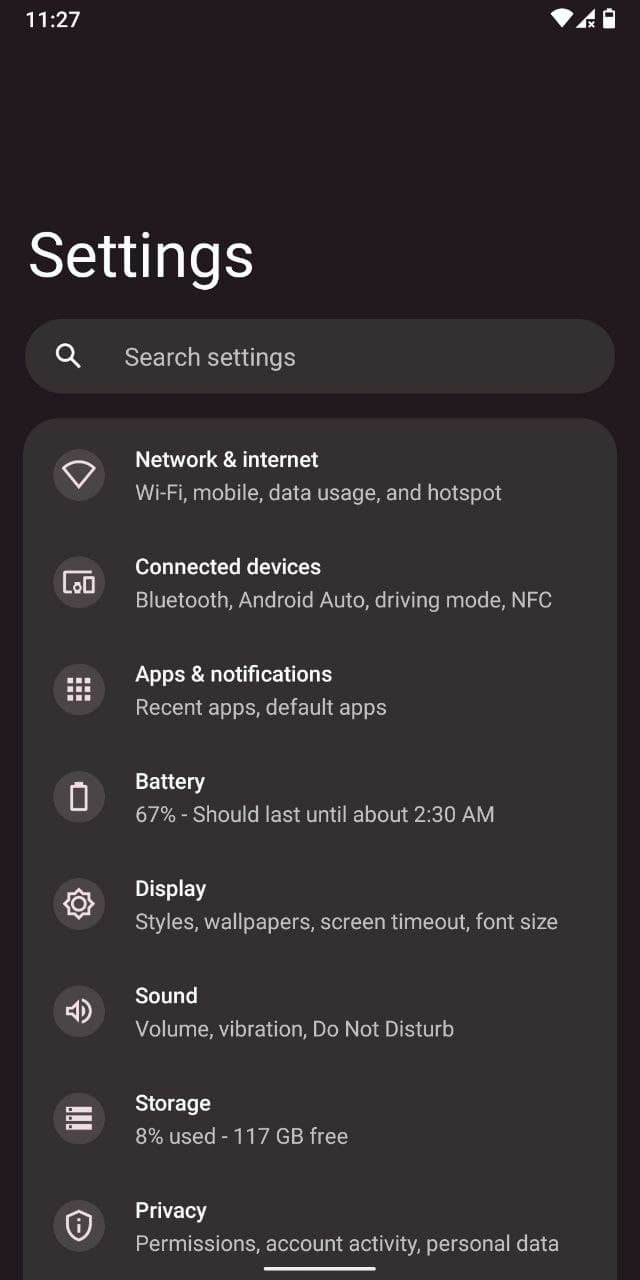 11:27
Settings
Search settings
Network & internet
Wi-Fi, mobile, data usage, and hotspot
Connected devices
Bluetooth, Android Auto, driving mode, NFC
Apps & notifications
Recent apps, default apps
Battery
67% - Should last until about 2:30 AM
Display
Styles, wallpapers, screen timeout, font size
Sound
Volume, vibration, Do Not Disturb
Storage
8% used - 117 GB free
Privacy
Permissions, account activity, personal data